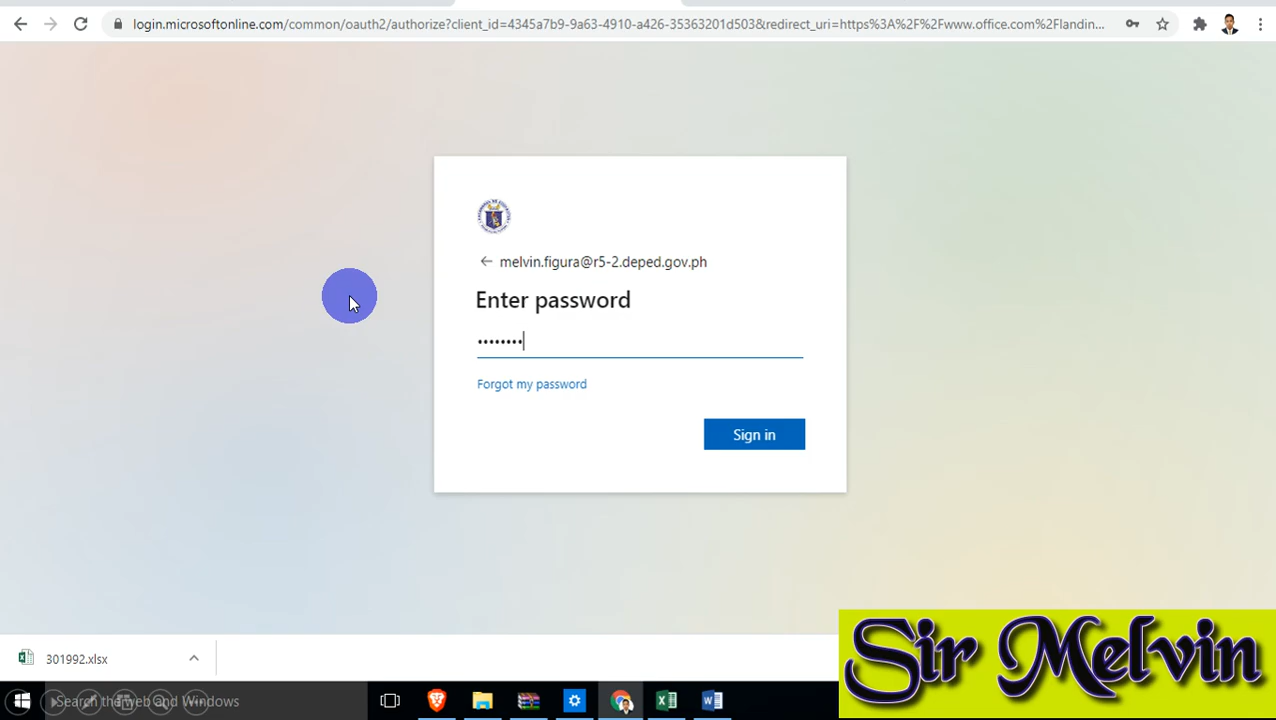 login.microsoftonline.com/common/oauth2/authorize?client_id=4345a7b9-9a63-4910-a426-35363201d503&redirect_uri=https%3A%2F%2Fwww.office.com%2Flandin...
melvin.figura@r5-2.deped.gov.ph
Enter password
••••••••
Forgot my password
Sign in
301992.xlsx
Search the web and Windows
Sir Melvin